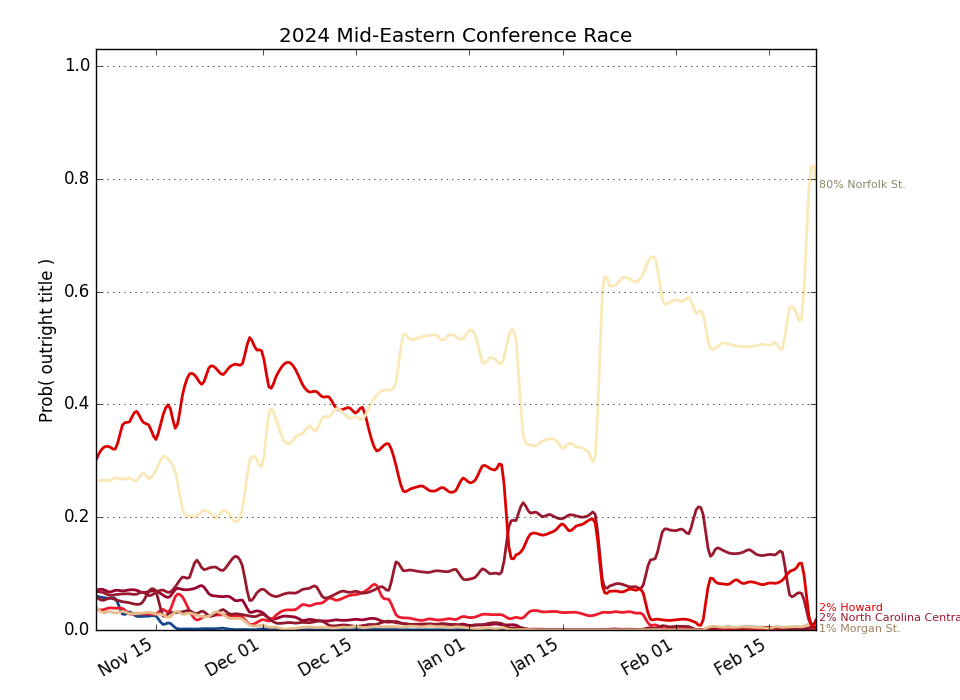 2024 Mid-Eastern Conference Race
Prob( outright title )
1.0
0.8
0.6
0.4
0.2
0.0
80% Norfolk St.
2% Howard
2% North Carolina Centra
1% Morgan St.
Nov 15
Dec 01
Dec 15
Jan 01
Jan 15
Feb 01
Feb 15